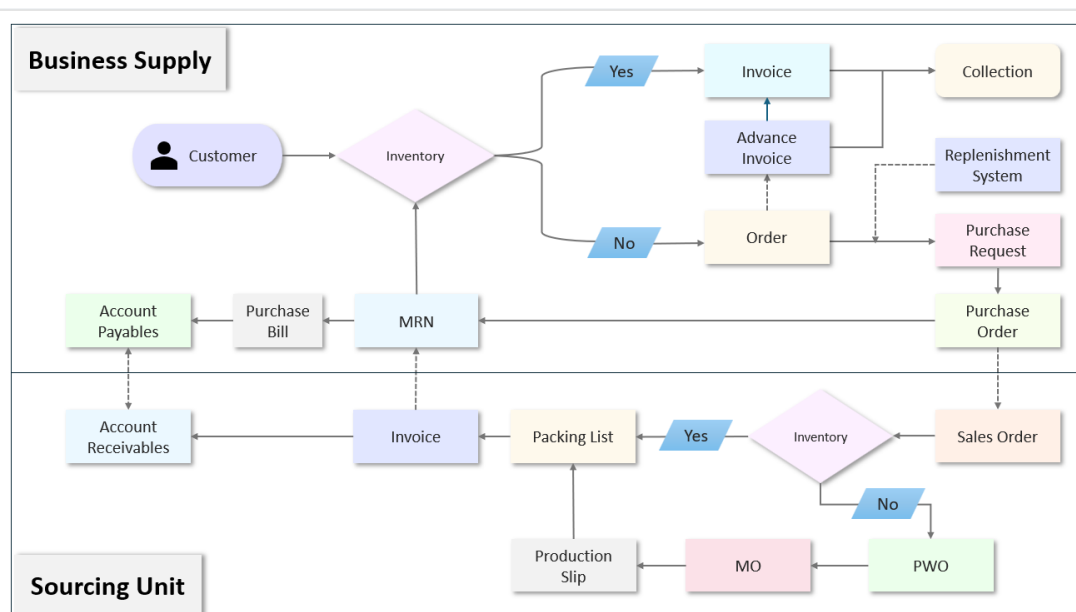 Business Supply
Yes
Invoice
Collection
Customer
Inventory
Advance
Invoice
Replenishment
System
No
Order
Purchase
Request
Account
Payables
Purchase
Bill
MRN
Purchase
Order
Account
Receivables
Invoice
Packing List
Yes
Inventory
Sales Order
No
Production
Slip
MO
PWO
Sourcing Unit